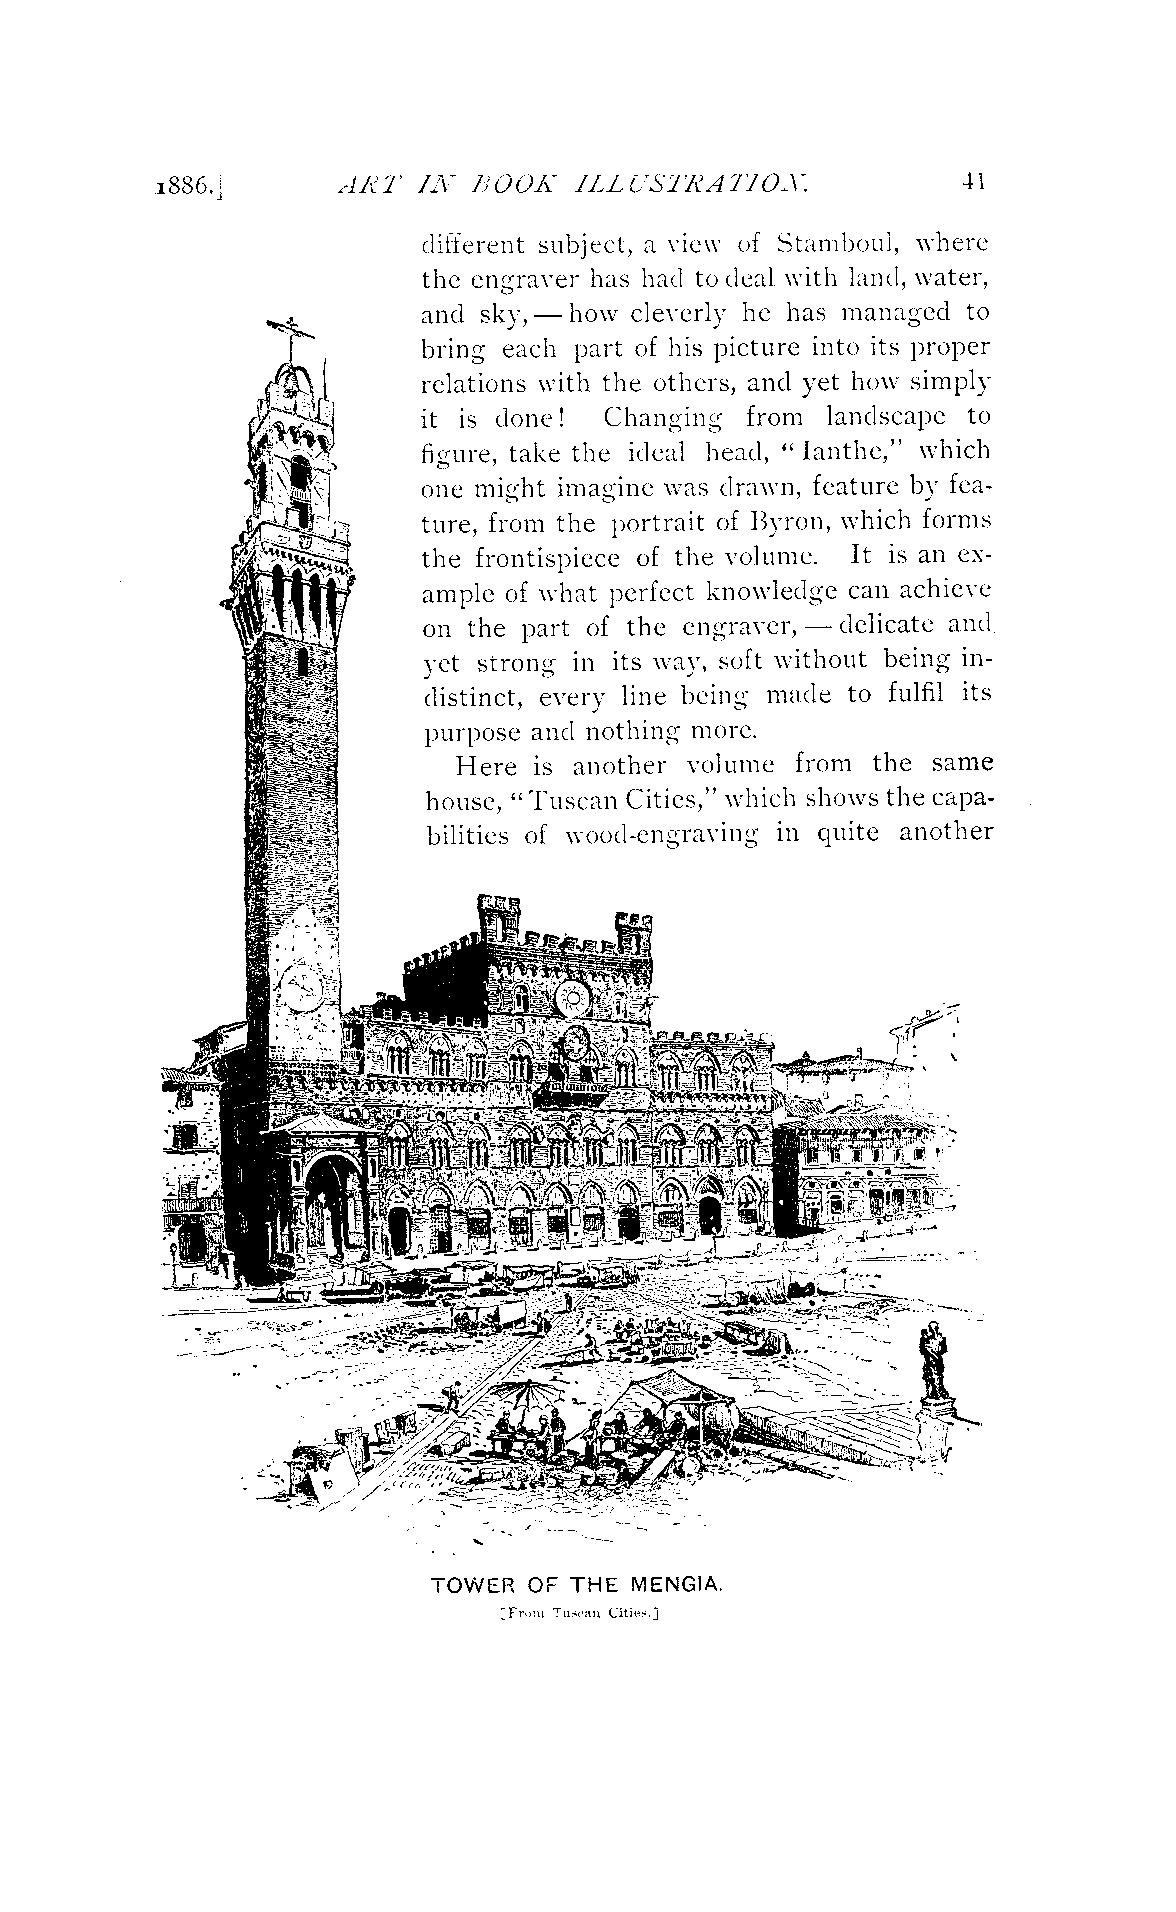 1886.] ART IN BOOK ILLUSTRATION. 41
different subject, a view of Stamboul, where
the engraver has had to deal with land, water,
and sky, — how cleverly he has managed to
bring each part of his picture into its proper
relations with the others, and yet how simply
it is done! Changing from landscape to
figure, take the ideal head, “Ianthe,” which
one might imagine was drawn, feature by fea-
ture, from the portrait of Byron, which forms
the frontispiece of the volume. It is an ex-
ample of what perfect knowledge can achieve
on the part of the engraver, — delicate and
yet strong in its way, soft without being in-
distinct, every line being made to fulfil its
purpose and nothing more.
Here is another volume from the same
house, “Tuscan Cities,” which shows the capa-
bilities of wood-engraving in quite another
TOWER OF THE MENGIA.
[From Tuscan Cities.]